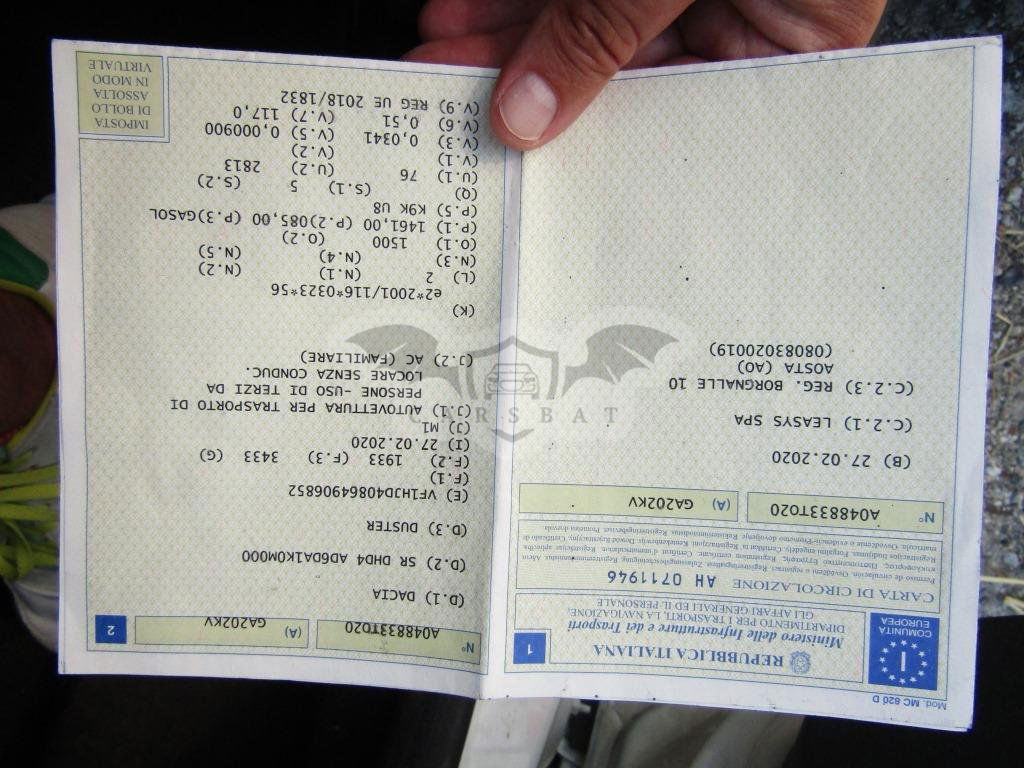 Mod. MC 820 D
I
COMUNITÀ
EUROPEA
REPUBBLICA ITALIANA
Ministero delle Infrastrutture e dei Trasporti
DIPARTIMENTO PER I TRASPORTI, LA NAVIGAZIONE,
GLI AFFARI GENERALI ED IL PERSONALE
1
CARTA DI CIRCOLAZIONE AH 0711946
N° A048833TO20 (A) GA202KV
(B) 27.02.2020
(C.2.1) LEASYS SPA
(C.2.3) REG. BORGNALLE 10
AOSTA (AO)
(08083020019)
N° A048833TO20 (A) GA202KV
2
(D.1) DACIA
(D.2) SR DHD4 AD6DA1K0M000
(D.3) DUSTER
(E) VF1HJD40864906852
(F.1)
(F.2) 1933 (F.3) 3433 (G)
(I) 27.02.2020
(J) M1
(J.1) AUTOVETTURA PER TRASPORTO DI
PERSONE -USO DI TERZI DA
LOCARE SENZA CONDUC.
(J.2) AC (FAMILIARE)
(K)
e2*2001/116*0323*56
(L) 2 (N.1) (N.2)
(N.3) (N.4) (N.5)
(O.1) 1500 (O.2)
(P.1) 1461,00 (P.2)085,00 (P.3)GASOL
(P.5) K9K U8
(Q) (S.1) 5 (S.2)
(U.1) 76 (U.2) 2813
(V.1) (V.2)
(V.3) 0,0341 (V.5) 0,000900
(V.6) 0,51 (V.7) 117,0
(V.9) REG UE 2018/1832
IMPOSTA
DI BOLLO
ASSOLTA
IN MODO
VIRTUALE
CARSBAT